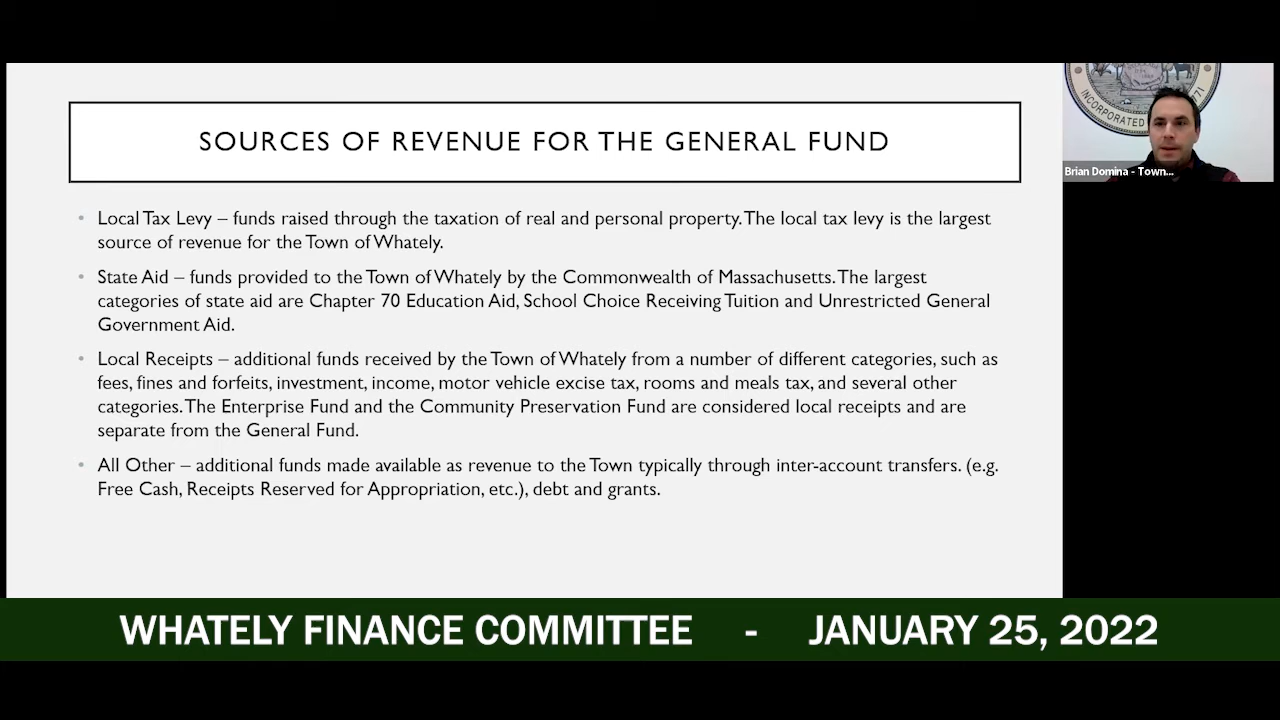 SOURCES OF REVENUE FOR THE GENERAL FUND
• Local Tax Levy – funds raised through the taxation of real and personal property. The local tax levy is the largest
source of revenue for the Town of Whately.
• State Aid – funds provided to the Town of Whately by the Commonwealth of Massachusetts. The largest
categories of state aid are Chapter 70 Education Aid, School Choice Receiving Tuition and Unrestricted General
Government Aid.
• Local Receipts – additional funds received by the Town of Whately from a number of different categories, such as
fees, fines and forfeits, investment, income, motor vehicle excise tax, rooms and meals tax, and several other
categories. The Enterprise Fund and the Community Preservation Fund are considered local receipts and are
separate from the General Fund.
• All Other – additional funds made available as revenue to the Town typically through inter-account transfers. (e.g.
Free Cash, Receipts Reserved for Appropriation, etc.), debt and grants.
INCORPORATED
Brian Domina - Town...
WHATELY FINANCE COMMITTEE - JANUARY 25, 2022